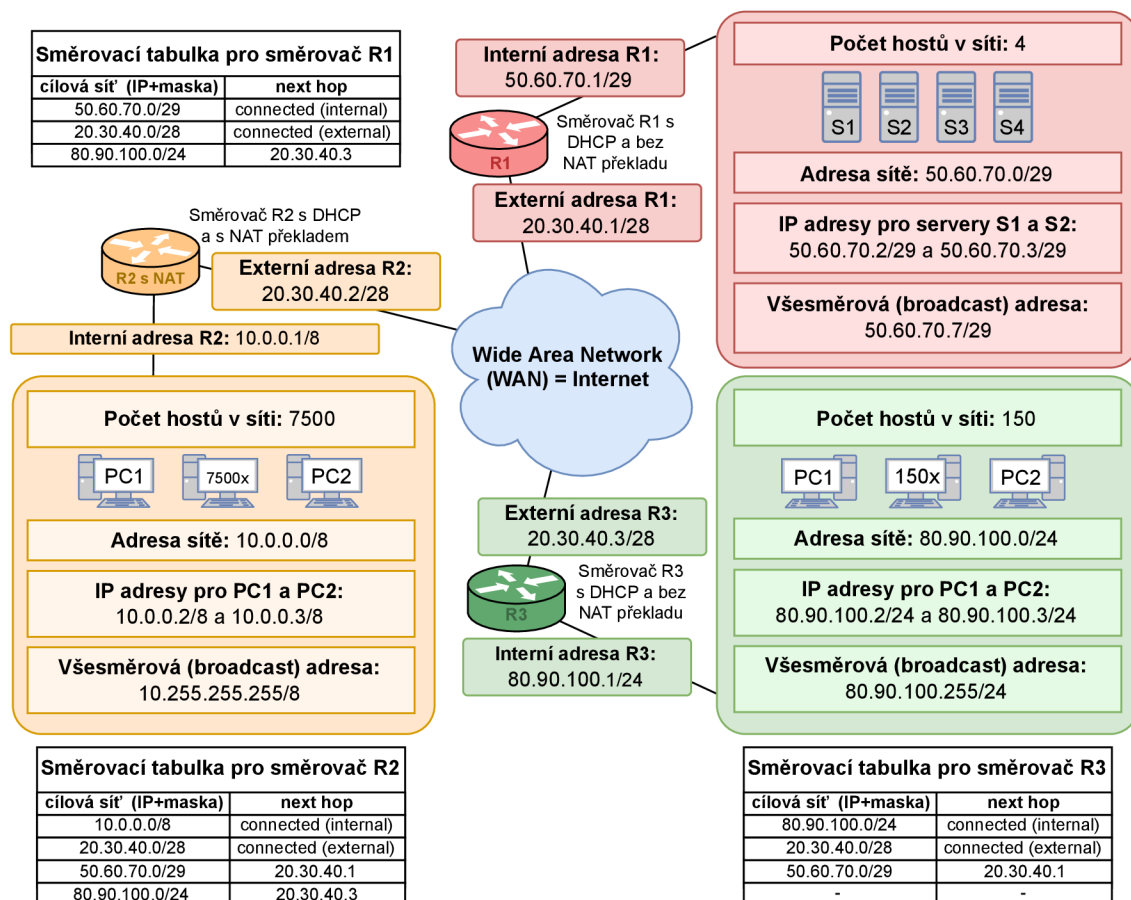 Směrovací tabulka pro směrovač R1
cílová síť (IP+maska) next hop
50.60.70.0/29 connected (internal)
20.30.40.0/28 connected (external)
80.90.100.0/24 20.30.40.3
Interní adresa R1:
50.60.70.1/29
R1
Směrovač R1 s
DHCP a bez
NAT překladu
Externí adresa R1:
20.30.40.1/28
Počet hostů v síti: 4
S1 S2 S3 S4
Adresa sítě: 50.60.70.0/29
IP adresy pro servery S1 a S2:
50.60.70.2/29 a 50.60.70.3/29
Všesměrová (broadcast) adresa:
50.60.70.7/29
Směrovač R2 s DHCP
a s NAT překladem
R2 s NAT
Externí adresa R2:
20.30.40.2/28
Interní adresa R2: 10.0.0.1/8
Wide Area Network
(WAN) = Internet
Počet hostů v síti: 7500
PC1 7500x PC2
Adresa sítě: 10.0.0.0/8
IP adresy pro PC1 a PC2:
10.0.0.2/8 a 10.0.0.3/8
Všesměrová (broadcast) adresa:
10.255.255.255/8
Externí adresa R3:
20.30.40.3/28
R3
Směrovač R3
s DHCP a bez
NAT překladu
Interní adresa R3:
80.90.100.1/24
Počet hostů v síti: 150
PC1 150x PC2
Adresa sítě: 80.90.100.0/24
IP adresy pro PC1 a PC2:
80.90.100.2/24 a 80.90.100.3/24
Všesměrová (broadcast) adresa:
80.90.100.255/24
Směrovací tabulka pro směrovač R2
cílová síť (IP+maska) next hop
10.0.0.0/8 connected (internal)
20.30.40.0/28 connected (external)
50.60.70.0/29 20.30.40.1
80.90.100.0/24 20.30.40.3
Směrovací tabulka pro směrovač R3
cílová síť (IP+maska) next hop
80.90.100.0/24 connected (internal)
20.30.40.0/28 connected (external)
50.60.70.0/29 20.30.40.1
- -